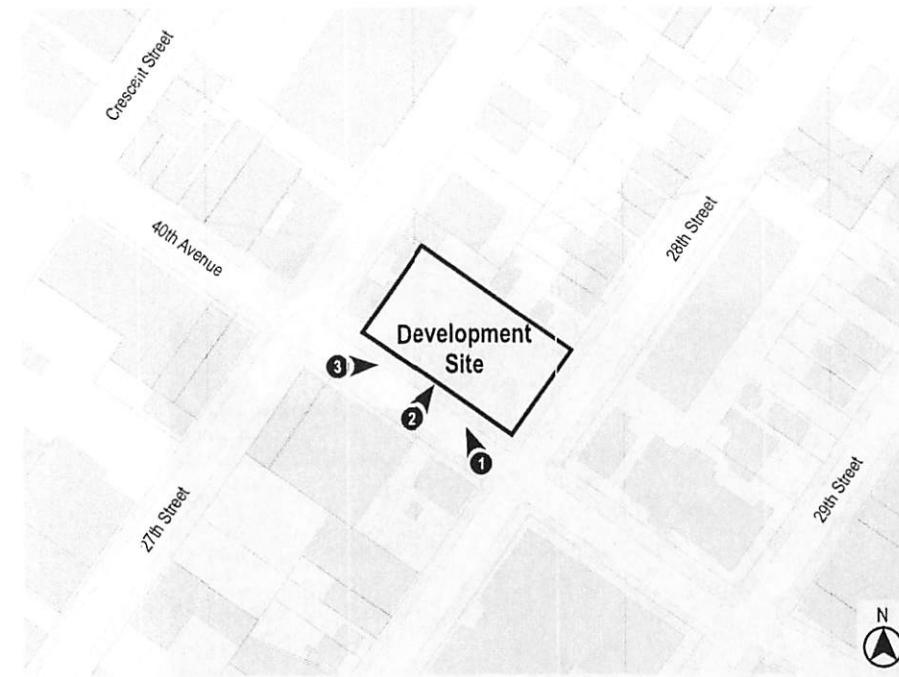 Crescent Street
40th Avenue
28th Street
Development
Site
3
2
1
27th Street
29th Street
N